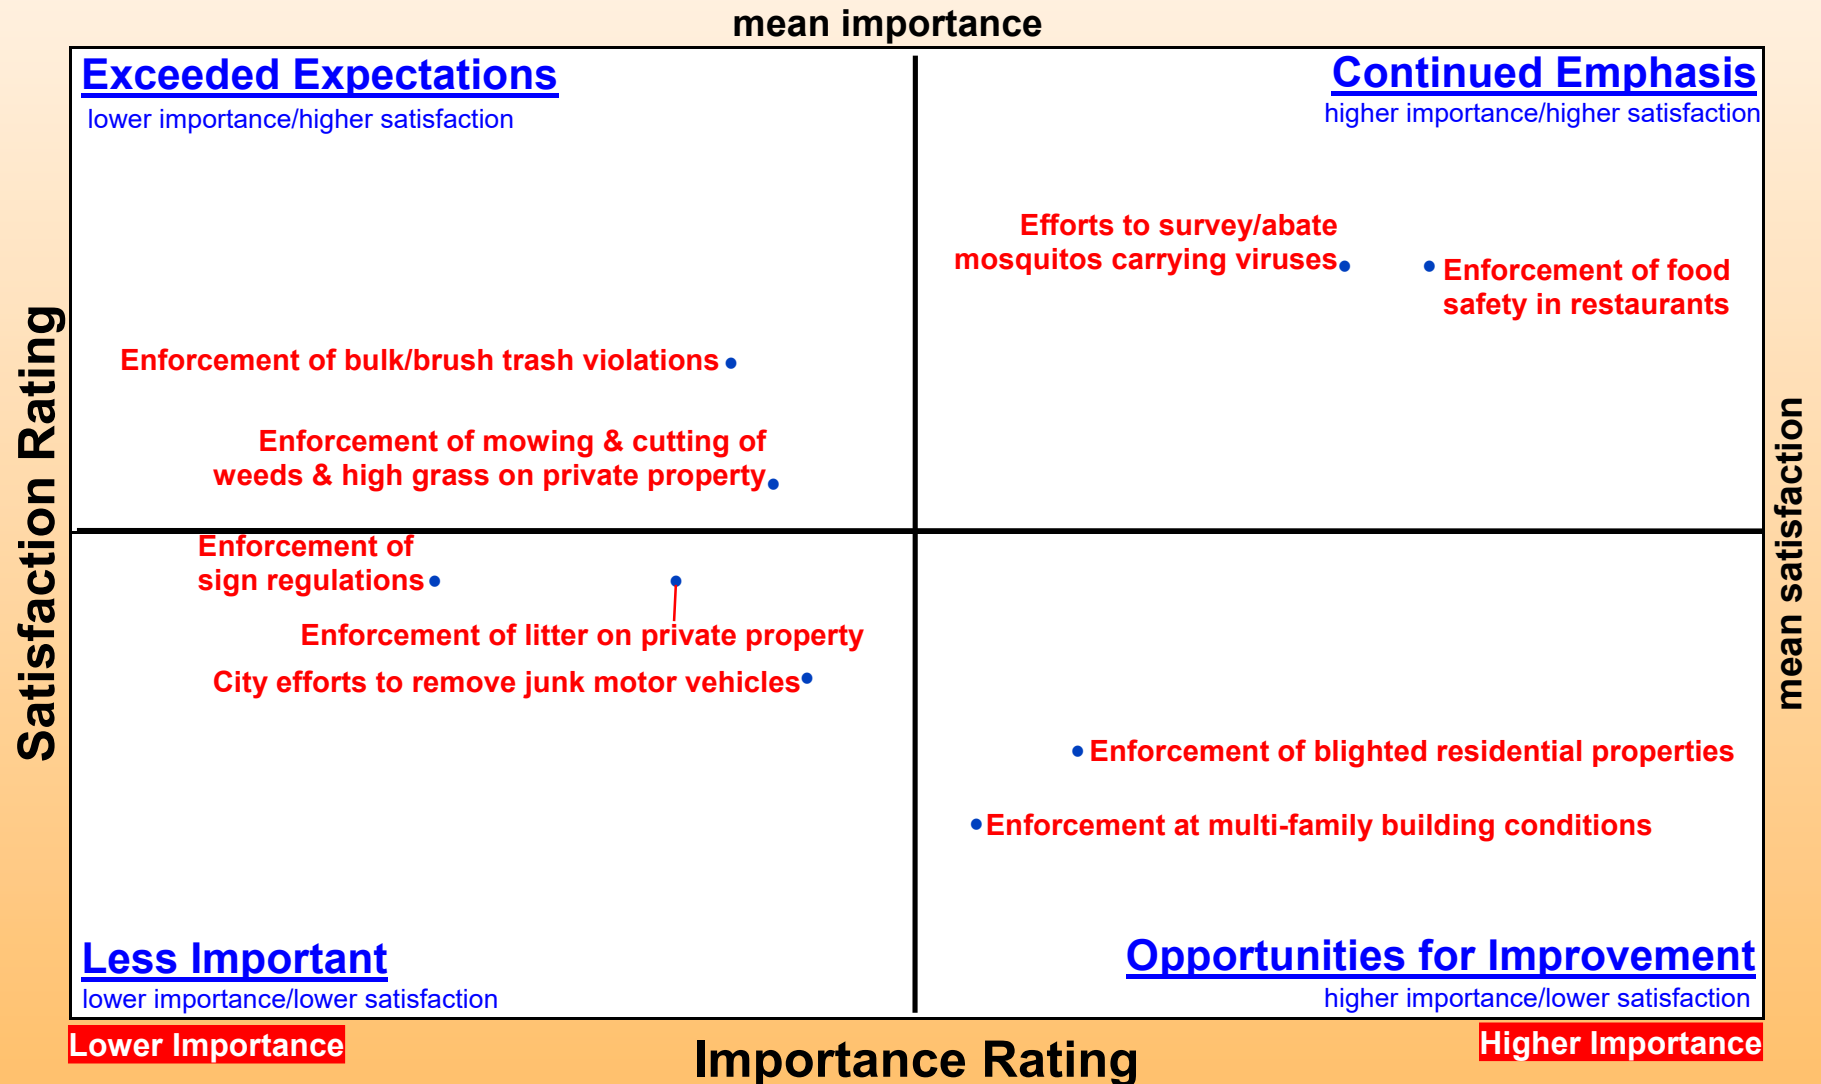 mean importance
Exceeded Expectations
lower importance/higher satisfaction
Continued Emphasis
higher importance/higher satisfaction
Efforts to survey/abate
mosquitos carrying viruses
Enforcement of food
safety in restaurants
Enforcement of bulk/brush trash violations
Enforcement of mowing & cutting of
weeds & high grass on private property
Satisfaction Rating
mean satisfaction
Enforcement of
sign regulations
Enforcement of litter on private property
City efforts to remove junk motor vehicles
Enforcement of blighted residential properties
Enforcement at multi-family building conditions
Less Important
lower importance/lower satisfaction
Opportunities for Improvement
higher importance/lower satisfaction
Lower Importance
Importance Rating
Higher Importance